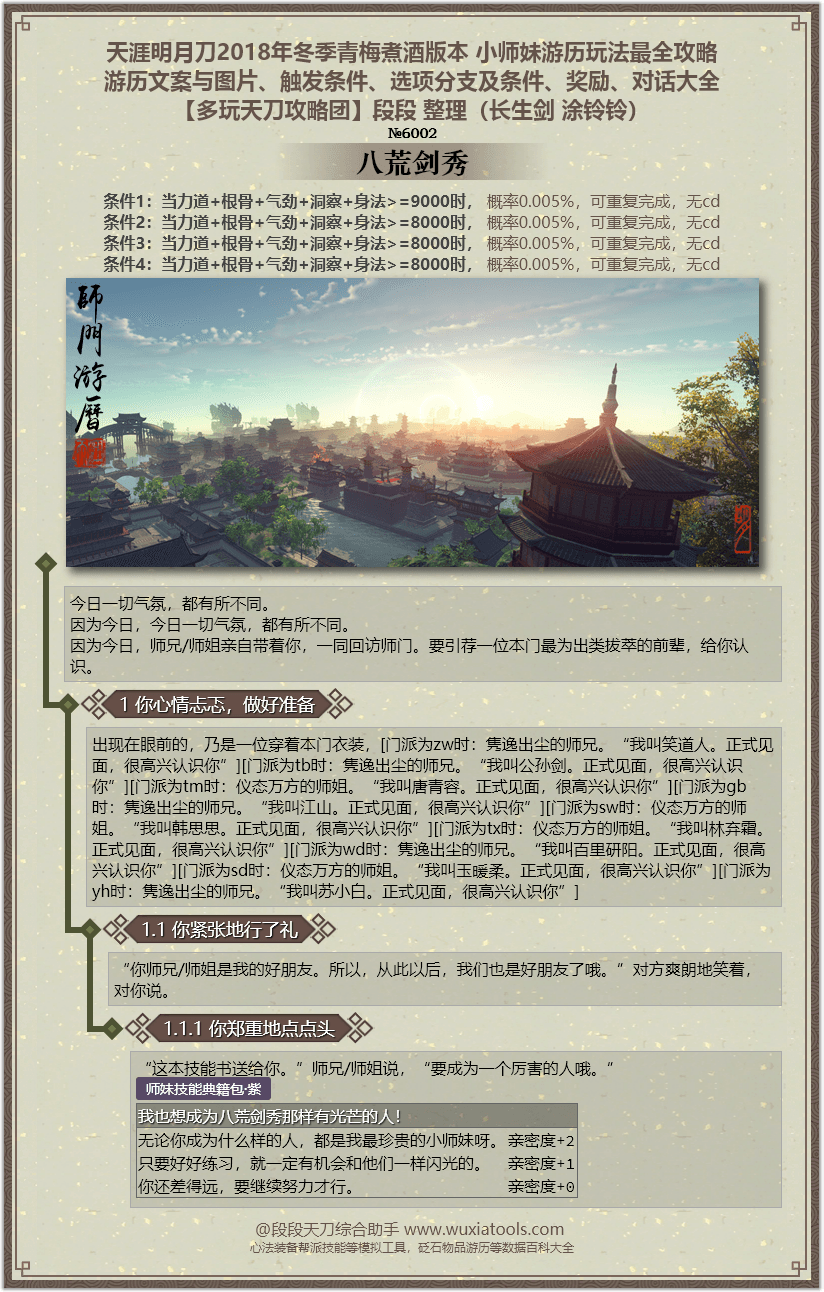 天涯明月刀2018年冬季青梅煮酒版本 小师妹游历玩法最全攻略
游历文案与图片、触发条件、选项分支及条件、奖励、对话大全
【多玩天刀攻略团】段段 整理（长生剑 涂铃铃）
№6002
八荒剑秀
条件1：当力道+根骨+气劲+洞察+身法>=9000时， 概率0.005%，可重复完成，无cd
条件2：当力道+根骨+气劲+洞察+身法>=8000时， 概率0.005%，可重复完成，无cd
条件3：当力道+根骨+气劲+洞察+身法>=8000时， 概率0.005%，可重复完成，无cd
条件4：当力道+根骨+气劲+洞察+身法>=8000时， 概率0.005%，可重复完成，无cd
師門游曆
今日一切气氛，都有所不同。
因为今日，今日一切气氛，都有所不同。
因为今日，师兄/师姐亲自带着你，一同回访师门。要引荐一位本门最为出类拔萃的前辈，给你认
识。
1 你心情忐忑，做好准备
出现在眼前的，乃是一位穿着本门衣装，[门派为zw时：隽逸出尘的师兄。“我叫笑道人。正式见
面，很高兴认识你”][门派为tb时：隽逸出尘的师兄。“我叫公孙剑。正式见面，很高兴认识
你”][门派为tm时：仪态万方的师姐。“我叫唐青容。正式见面，很高兴认识你”][门派为gb
时：隽逸出尘的师兄。“我叫江山。正式见面，很高兴认识你”][门派为sw时：仪态万方的师
姐。“我叫韩思思。正式见面，很高兴认识你”][门派为tx时：仪态万方的师姐。“我叫林弃霜。
正式见面，很高兴认识你”][门派为wd时：隽逸出尘的师兄。“我叫百里研阳。正式见面，很高
兴认识你”][门派为sd时：仪态万方的师姐。“我叫玉暖柔。正式见面，很高兴认识你”][门派为
yh时：隽逸出尘的师兄。“我叫苏小白。正式见面，很高兴认识你”]
1.1 你紧张地行了礼
“你师兄/师姐是我的好朋友。所以，从此以后，我们也是好朋友了哦。”对方爽朗地笑着，
对你说。
1.1.1 你郑重地点点头
“这本技能书送给你。”师兄/师姐说，“要成为一个厉害的人哦。”
师妹技能典籍包·紫
我也想成为八荒剑秀那样有光芒的人！
无论你成为什么样的人，都是我最珍贵的小师妹呀。 亲密度+2
只要好好练习，就一定有机会和他们一样闪光的。 亲密度+1
你还差得远，要继续努力才行。 亲密度+0
@段段天刀综合助手 www.wuxiatools.com
心法装备帮派技能等模拟工具，砭石物品游历等数据百科大全